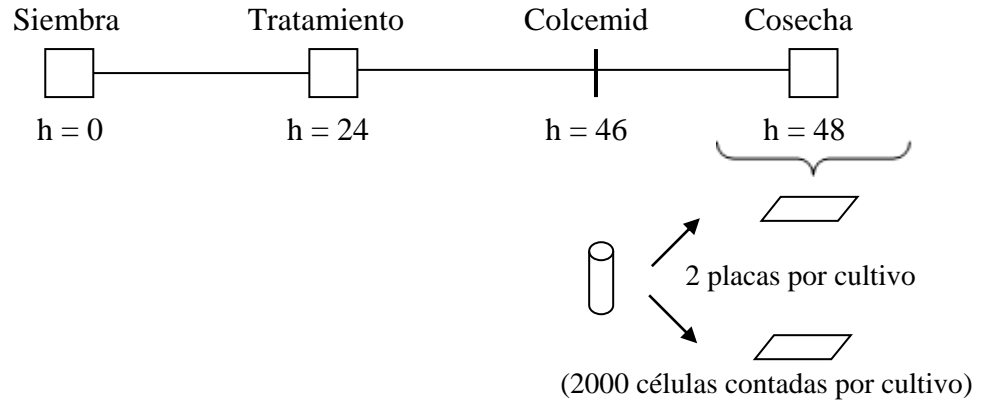 Siembra Tratamiento Colcemid Cosecha
h = 0 h = 24 h = 46 h = 48
2 placas por cultivo
(2000 células contadas por cultivo)